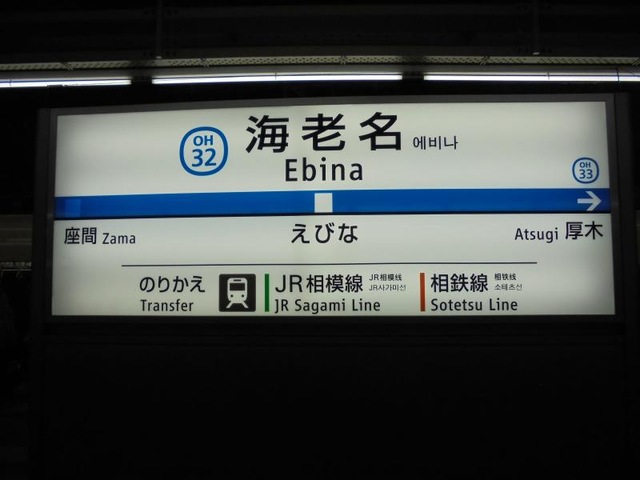 OH 32 海老名 에비나
Ebina
OH 33
座間 Zama えびな Atsugi 厚木
のりかえ JR相模線 JR相模线 JR사가미선 相鉄線 相铁线 소테츠선
Transfer JR Sagami Line Sotetsu Line